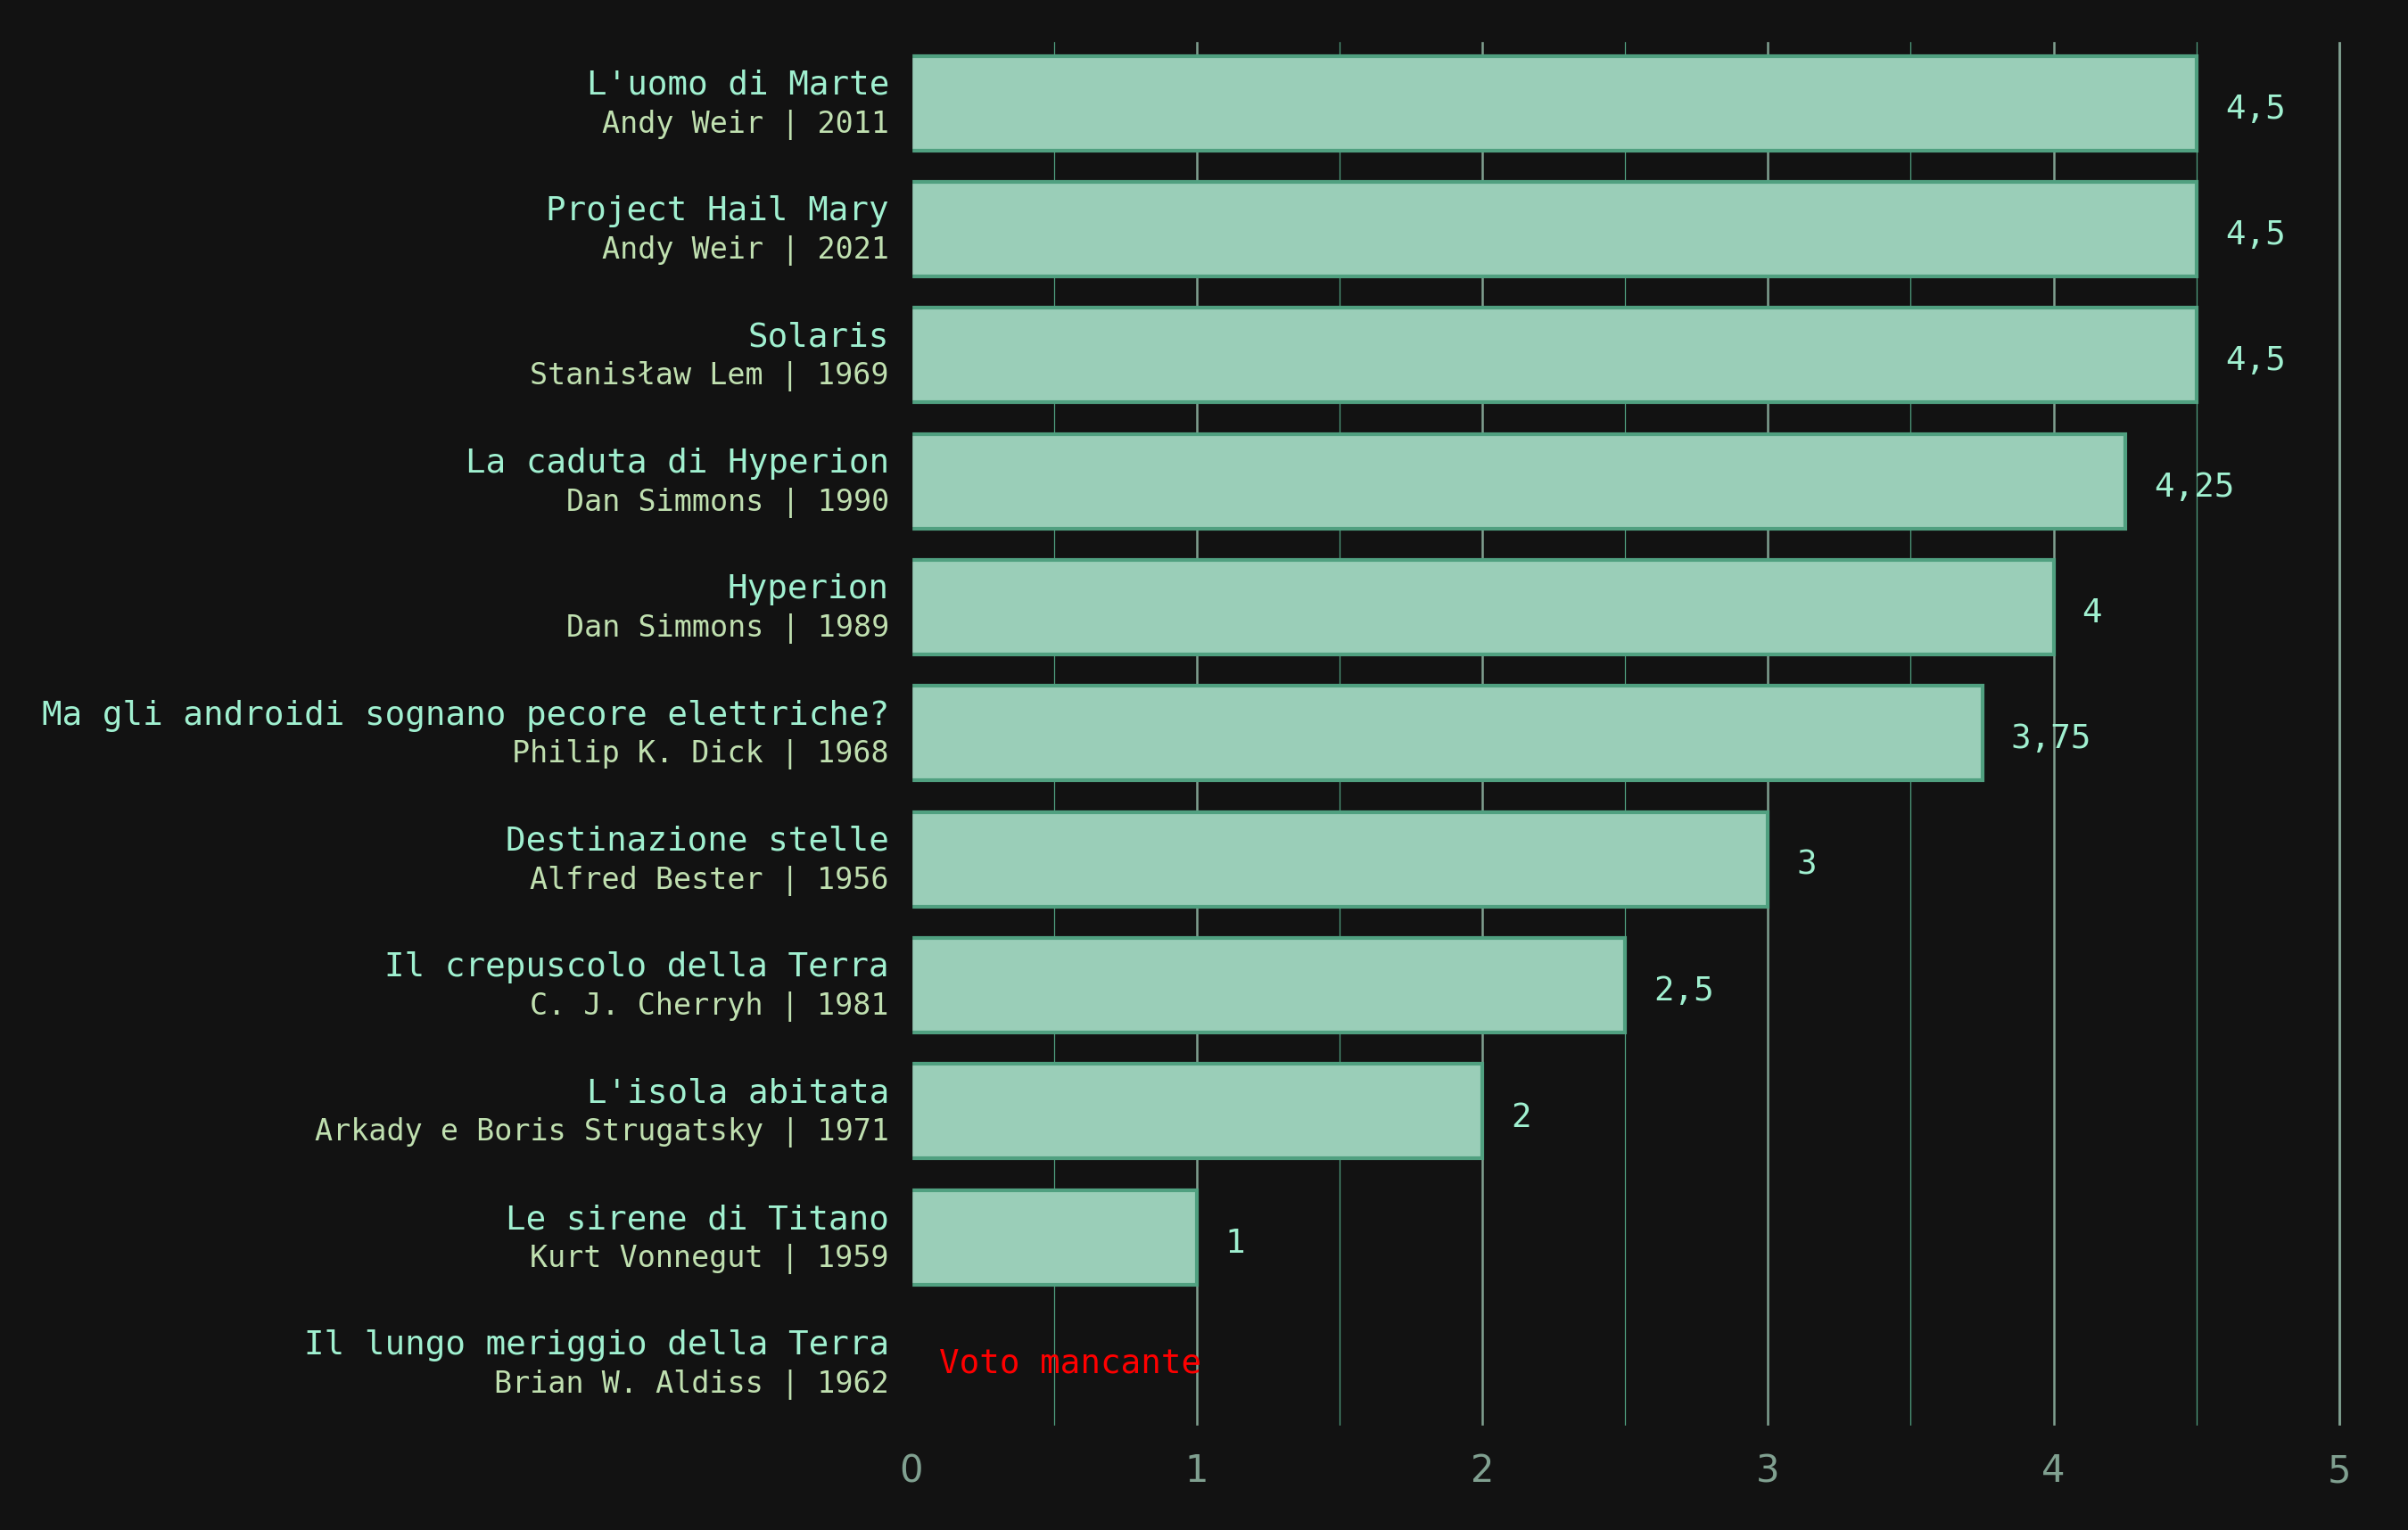 L'uomo di Marte
Andy Weir | 2011
4,5
Project Hail Mary
Andy Weir | 2021
4,5
Solaris
Stanisław Lem | 1969
4,5
La caduta di Hyperion
Dan Simmons | 1990
4,25
Hyperion
Dan Simmons | 1989
4
Ma gli androidi sognano pecore elettriche?
Philip K. Dick | 1968
3,75
Destinazione stelle
Alfred Bester | 1956
3
Il crepuscolo della Terra
C. J. Cherryh | 1981
2,5
L'isola abitata
Arkady e Boris Strugatsky | 1971
2
Le sirene di Titano
Kurt Vonnegut | 1959
1
Il lungo meriggio della Terra
Brian W. Aldiss | 1962
Voto mancante
0 1 2 3 4 5